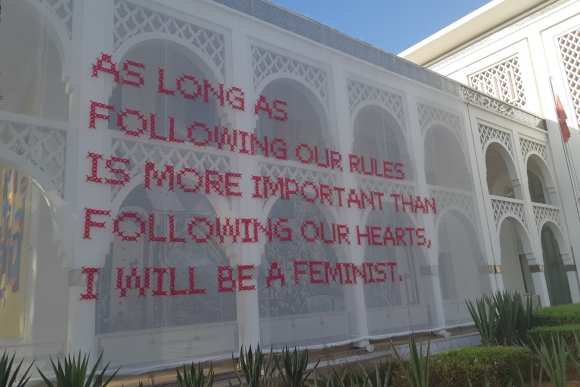 AS LONG AS
FOLLOWING OUR RULES
IS MORE IMPORTANT THAN
FOLLOWING OUR HEARTS,
I WILL BE A FEMINIST.